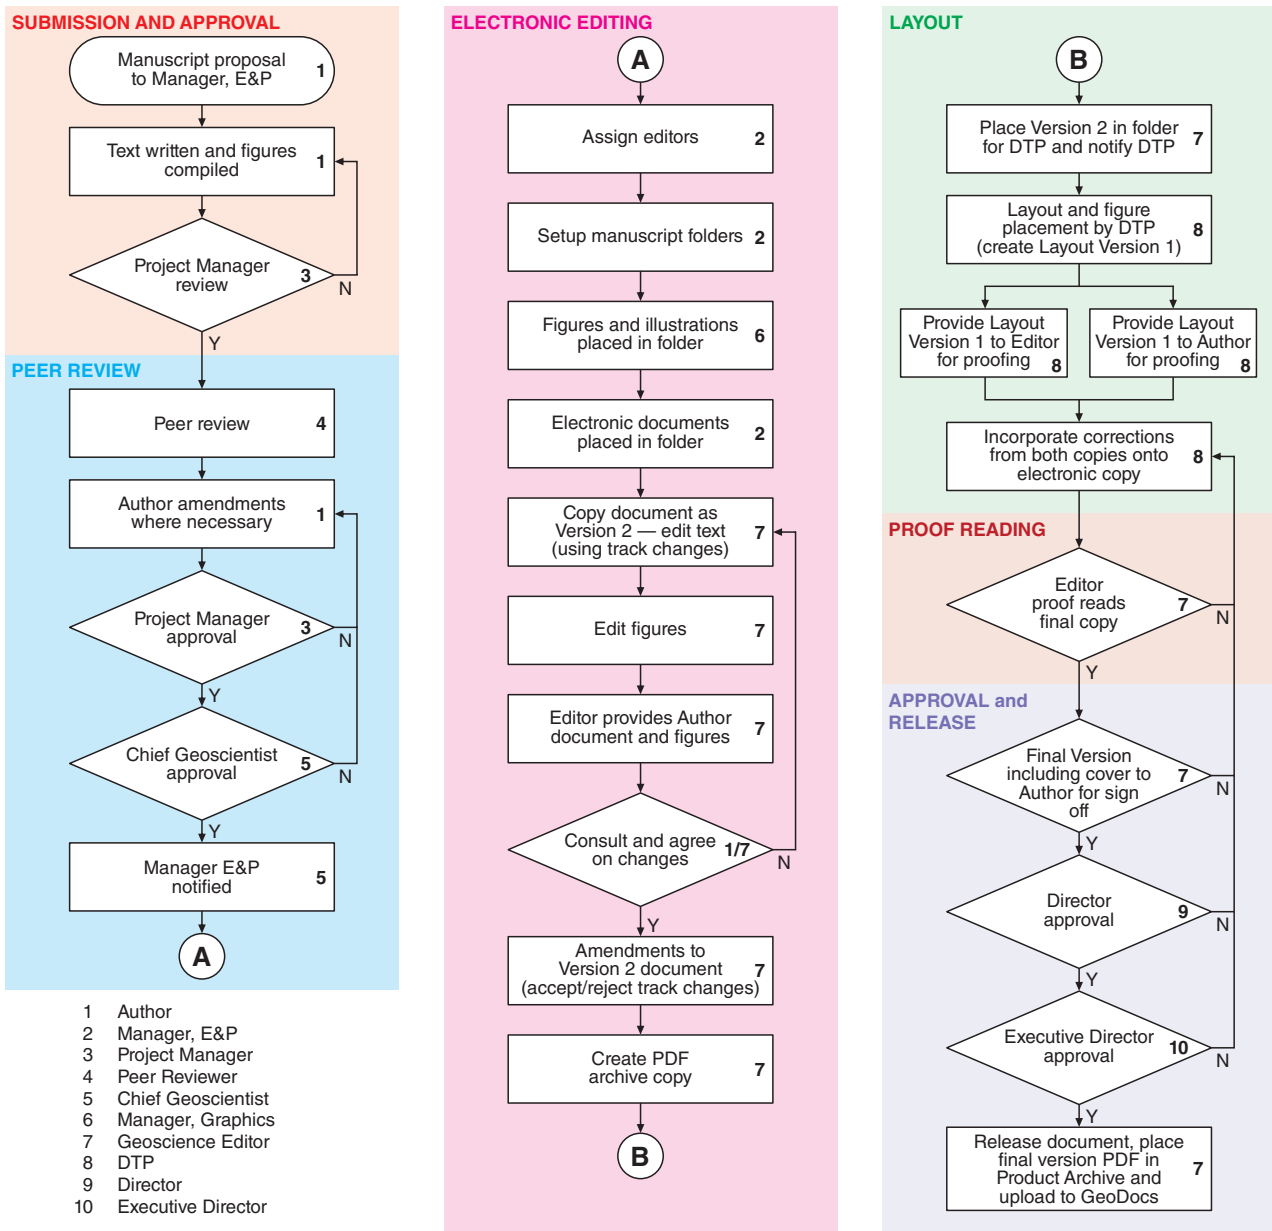 SUBMISSION AND APPROVAL
Manuscript proposal
to Manager, E&P
1
Text written and figures
compiled
1
Project Manager
review
3
N
Y
PEER REVIEW
Peer review
4
Author amendments
where necessary
1
Project Manager
approval
3
N
Y
Chief Geoscientist
approval
5
N
Y
Manager E&P
notified
5
A
1 Author
2 Manager, E&P
3 Project Manager
4 Peer Reviewer
5 Chief Geoscientist
6 Manager, Graphics
7 Geoscience Editor
8 DTP
9 Director
10 Executive Director
ELECTRONIC EDITING
A
Assign editors
2
Setup manuscript folders
2
Figures and illustrations
placed in folder
6
Electronic documents
placed in folder
2
Copy document as
Version 2 — edit text
(using track changes)
7
Edit figures
7
Editor provides Author
document and figures
7
Consult and agree
on changes
1/7
N
Y
Amendments to
Version 2 document
(accept/reject track changes)
7
Create PDF
archive copy
7
B
LAYOUT
B
Place Version 2 in folder
for DTP and notify DTP
7
Layout and figure
placement by DTP
(create Layout Version 1)
8
Provide Layout
Version 1 to Editor
for proofing
8
Provide Layout
Version 1 to Author
for proofing
8
Incorporate corrections
from both copies onto
electronic copy
8
PROOF READING
Editor
proof reads
final copy
7
N
Y
APPROVAL and
RELEASE
Final Version
including cover to
Author for sign
off
7
N
Y
Director
approval
9
N
Y
Executive Director
approval
10
N
Y
Release document, place
final version PDF in
Product Archive and
upload to GeoDocs
7